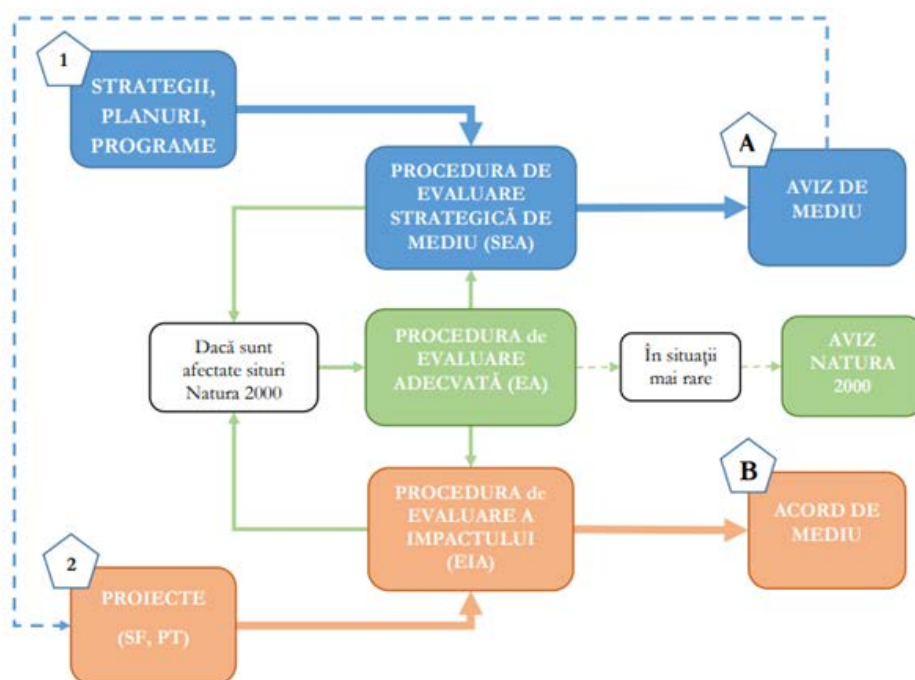 1
STRATEGII,
PLANURI,
PROGRAME
PROCEDURA DE
EVALUARE
STRATEGICĂ DE
MEDIU (SEA)
A
AVIZ DE
MEDIU
Dacă sunt
afectate situri
Natura 2000
PROCEDURA de
EVALUARE
ADECVATĂ (EA)
În situații
mai rare
AVIZ
NATURA
2000
PROCEDURA de
EVALUARE A
IMPACTULUI
(EIA)
B
ACORD DE
MEDIU
2
PROIECTE
(SF, PT)